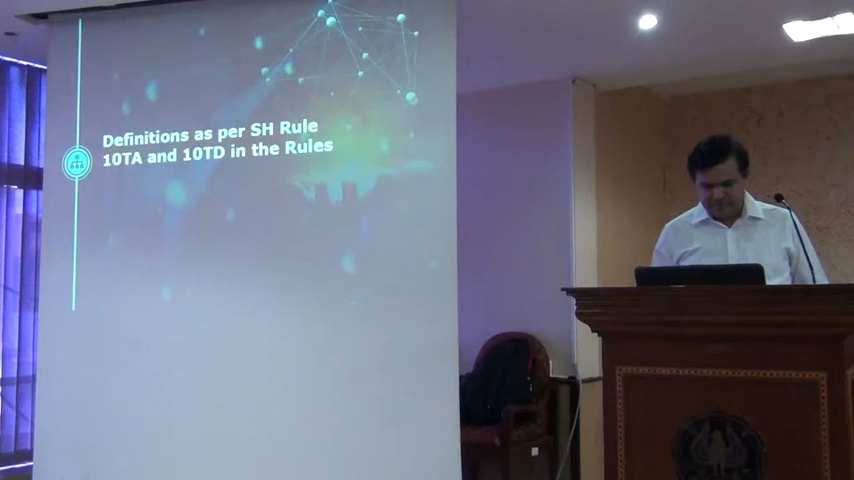 Definitions as per SH Rule
10TA and 10TD in the Rules